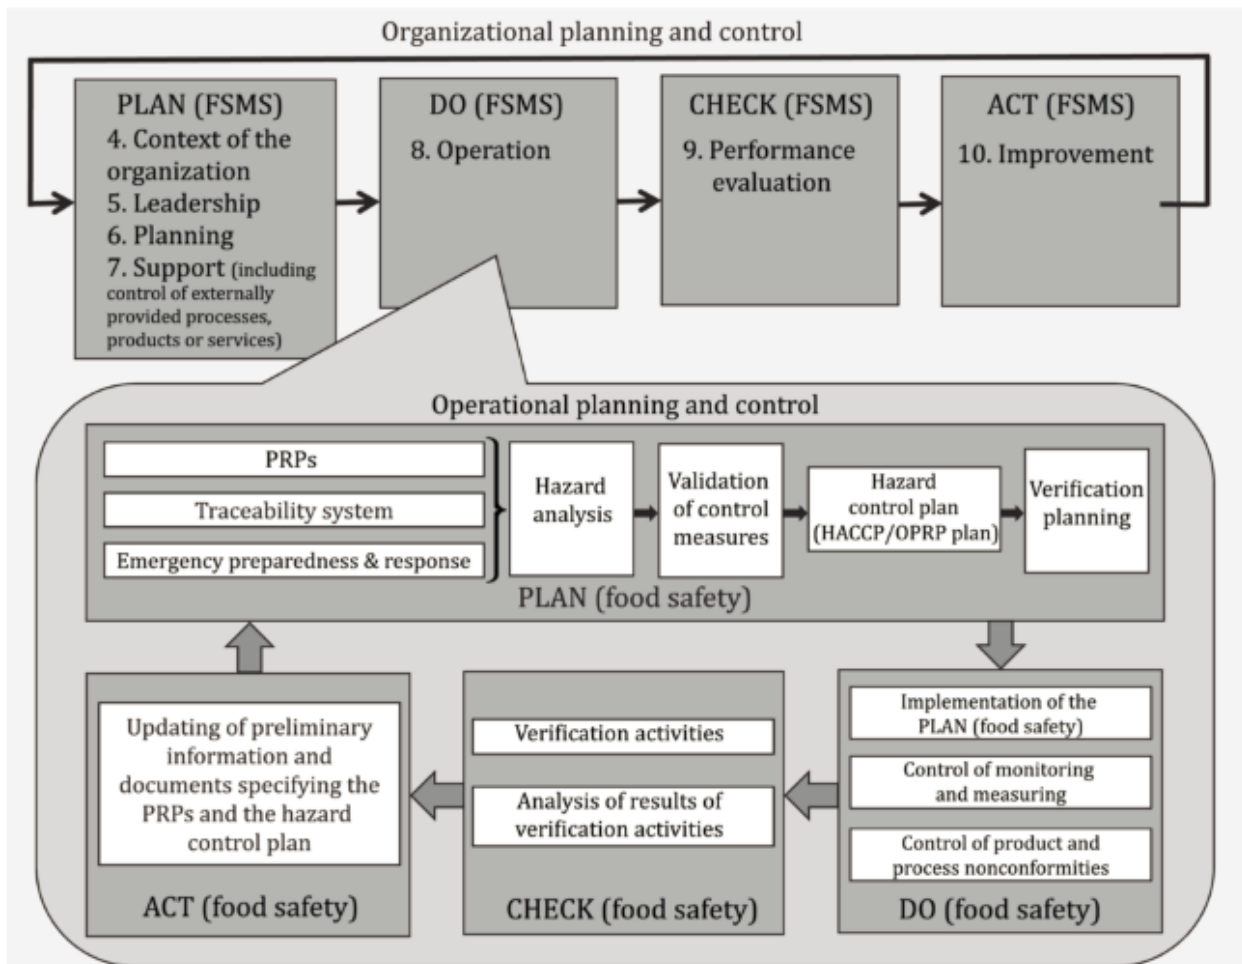 Organizational planning and control
PLAN (FSMS)
4. Context of the
organization
5. Leadership
6. Planning
7. Support (including
control of externally
provided processes,
products or services)
DO (FSMS)
8. Operation
CHECK (FSMS)
9. Performance
evaluation
ACT (FSMS)
10. Improvement
Operational planning and control
PRPs
Traceability system
Emergency preparedness & response
Hazard
analysis
Validation
of control
measures
Hazard
control plan
(HACCP/OPRP plan)
Verification
planning
PLAN (food safety)
Updating of preliminary
information and
documents specifying the
PRPs and the hazard
control plan
ACT (food safety)
Verification activities
Analysis of results of
verification activities
CHECK (food safety)
Implementation of the
PLAN (food safety)
Control of monitoring
and measuring
Control of product and
process nonconformities
DO (food safety)